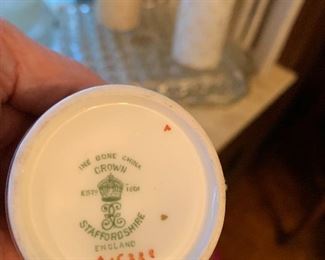 A
FINE BONE CHINA
CROWN
ESTD 1801
STAFFORDSHIRE
ENGLAND